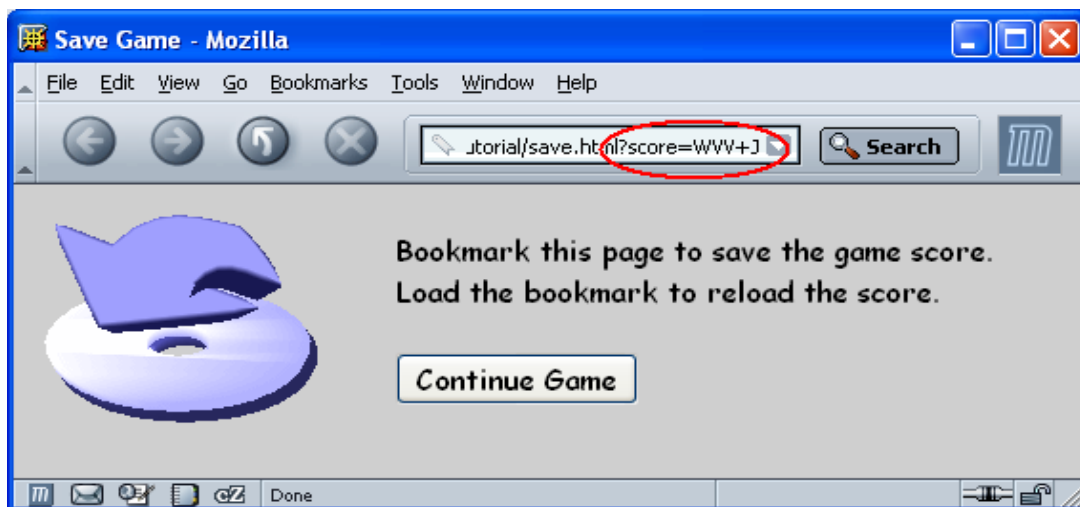 Save Game - Mozilla
File Edit View Go Bookmarks Tools Window Help
utorial/save.html?score=WVV+J
Search
Bookmark this page to save the game score.
Load the bookmark to reload the score.
Continue Game
Done